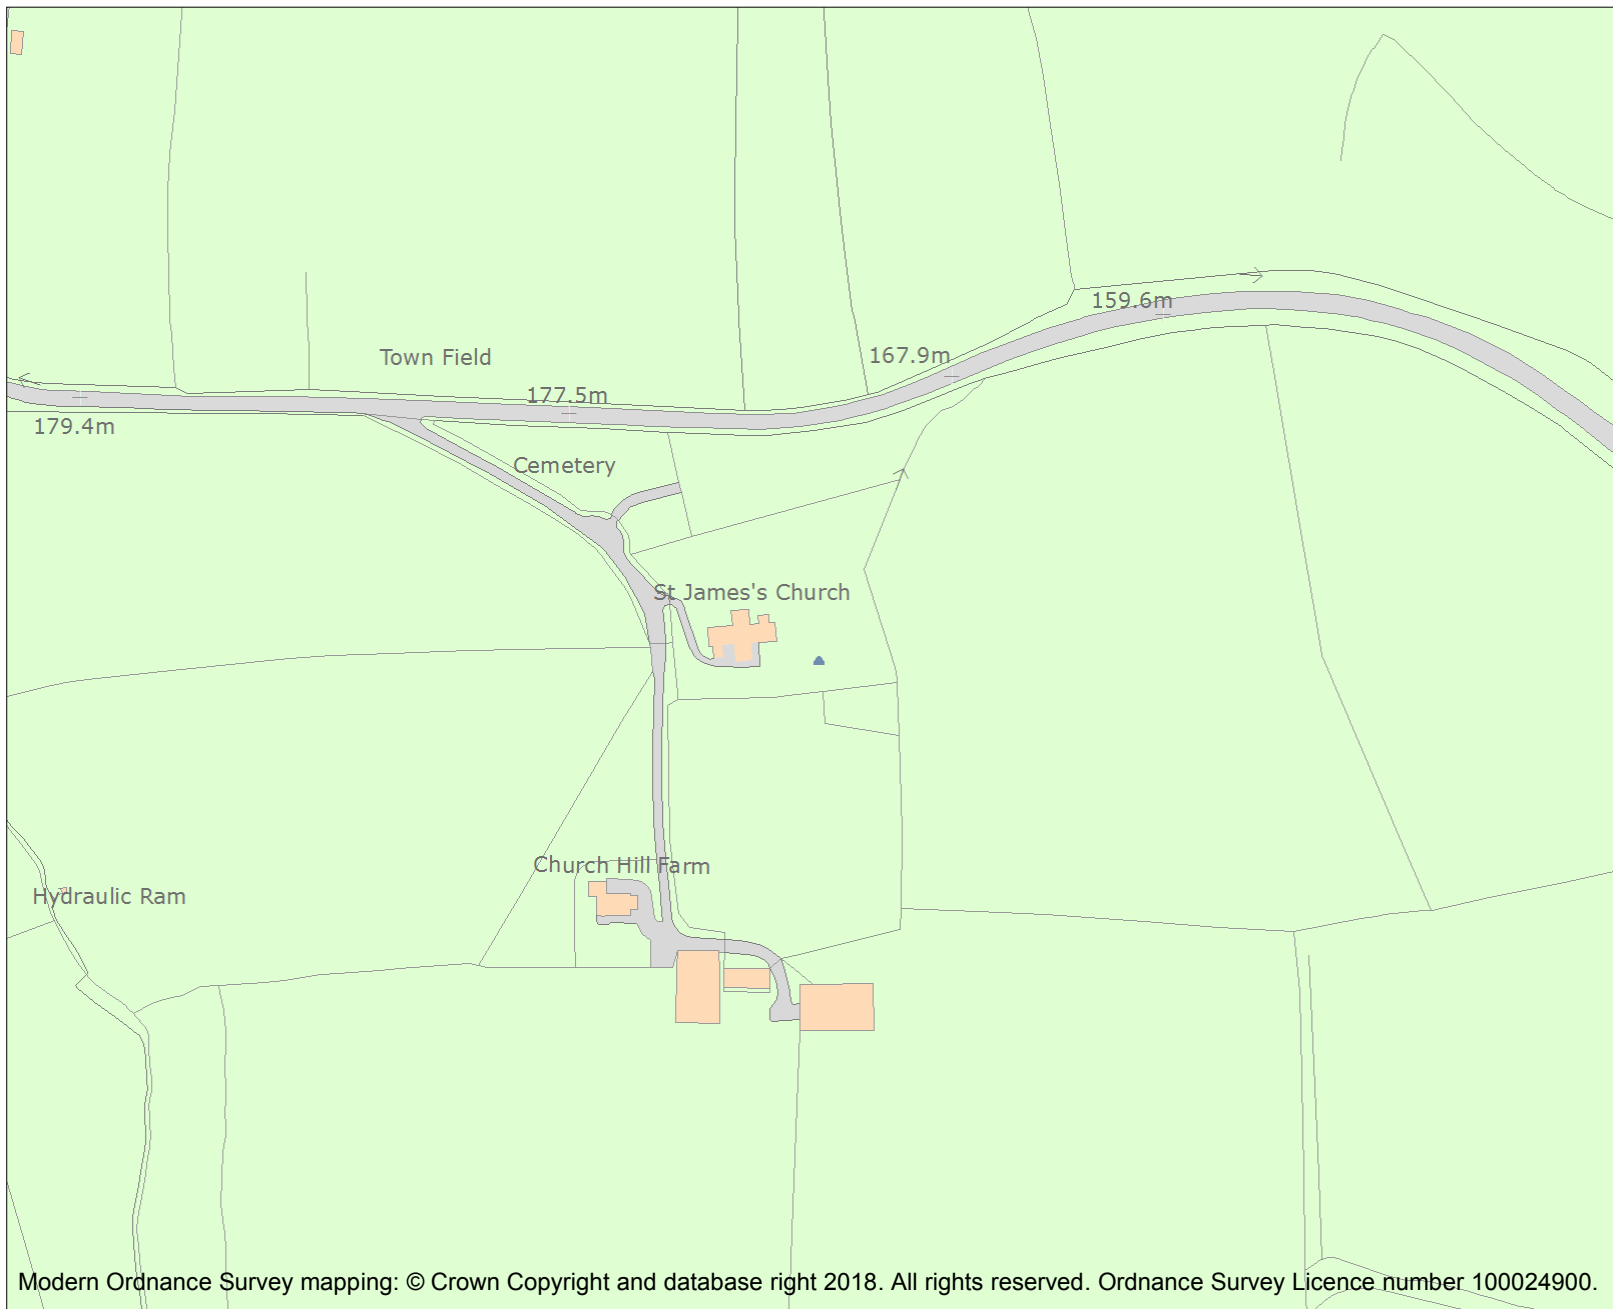 159.6m
Town Field
167.9m
177.5m
179.4m
Cemetery
St James's Church
Church Hill Farm
Hydraulic Ram
Modern Ordnance Survey mapping: © Crown Copyright and database right 2018. All rights reserved. Ordnance Survey Licence number 100024900.